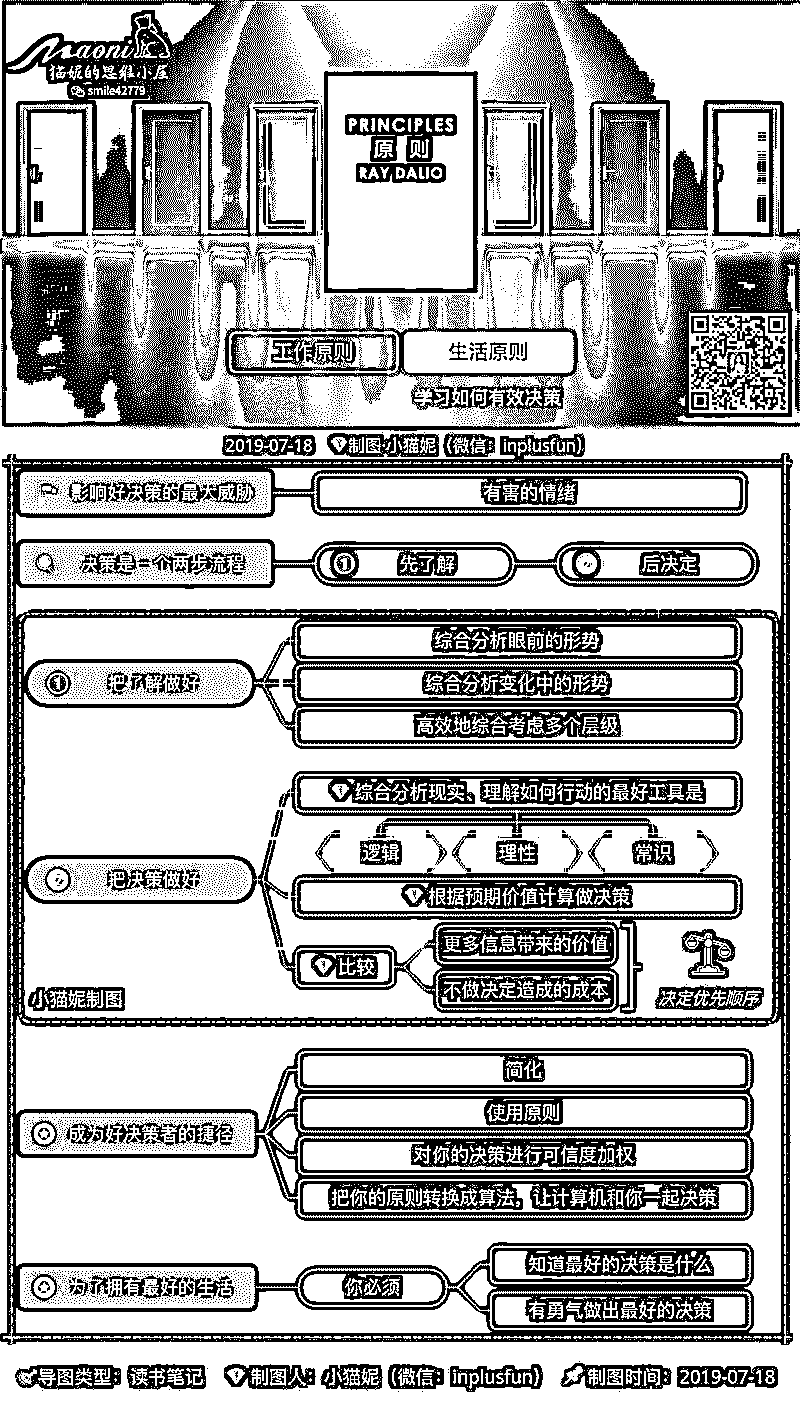 Maoni
猫妮的思维小屋
smile42779
PRINCIPLES
原 则
RAY DALIO
工作原则
生活原则
学习如何有效决策
2019-07-18 制图:小猫妮（微信：inplusfun）
影响好决策的最大威胁
有害的情绪
决策是一个两步流程
1 先了解
2 后决定
1 把了解做好
综合分析眼前的形势
综合分析变化中的形势
高效地综合考虑多个层级
2 把决策做好
综合分析现实、理解如何行动的最好工具是
逻辑
理性
常识
根据预期价值计算做决策
比较
更多信息带来的价值
不做决定造成的成本
决定优先顺序
小猫妮制图
成为好决策者的捷径
简化
使用原则
对你的决策进行可信度加权
把你的原则转换成算法，让计算机和你一起决策
为了拥有最好的生活
你必须
知道最好的决策是什么
有勇气做出最好的决策
导图类型：读书笔记 制图人：小猫妮（微信：inplusfun） 制图时间：2019-07-18